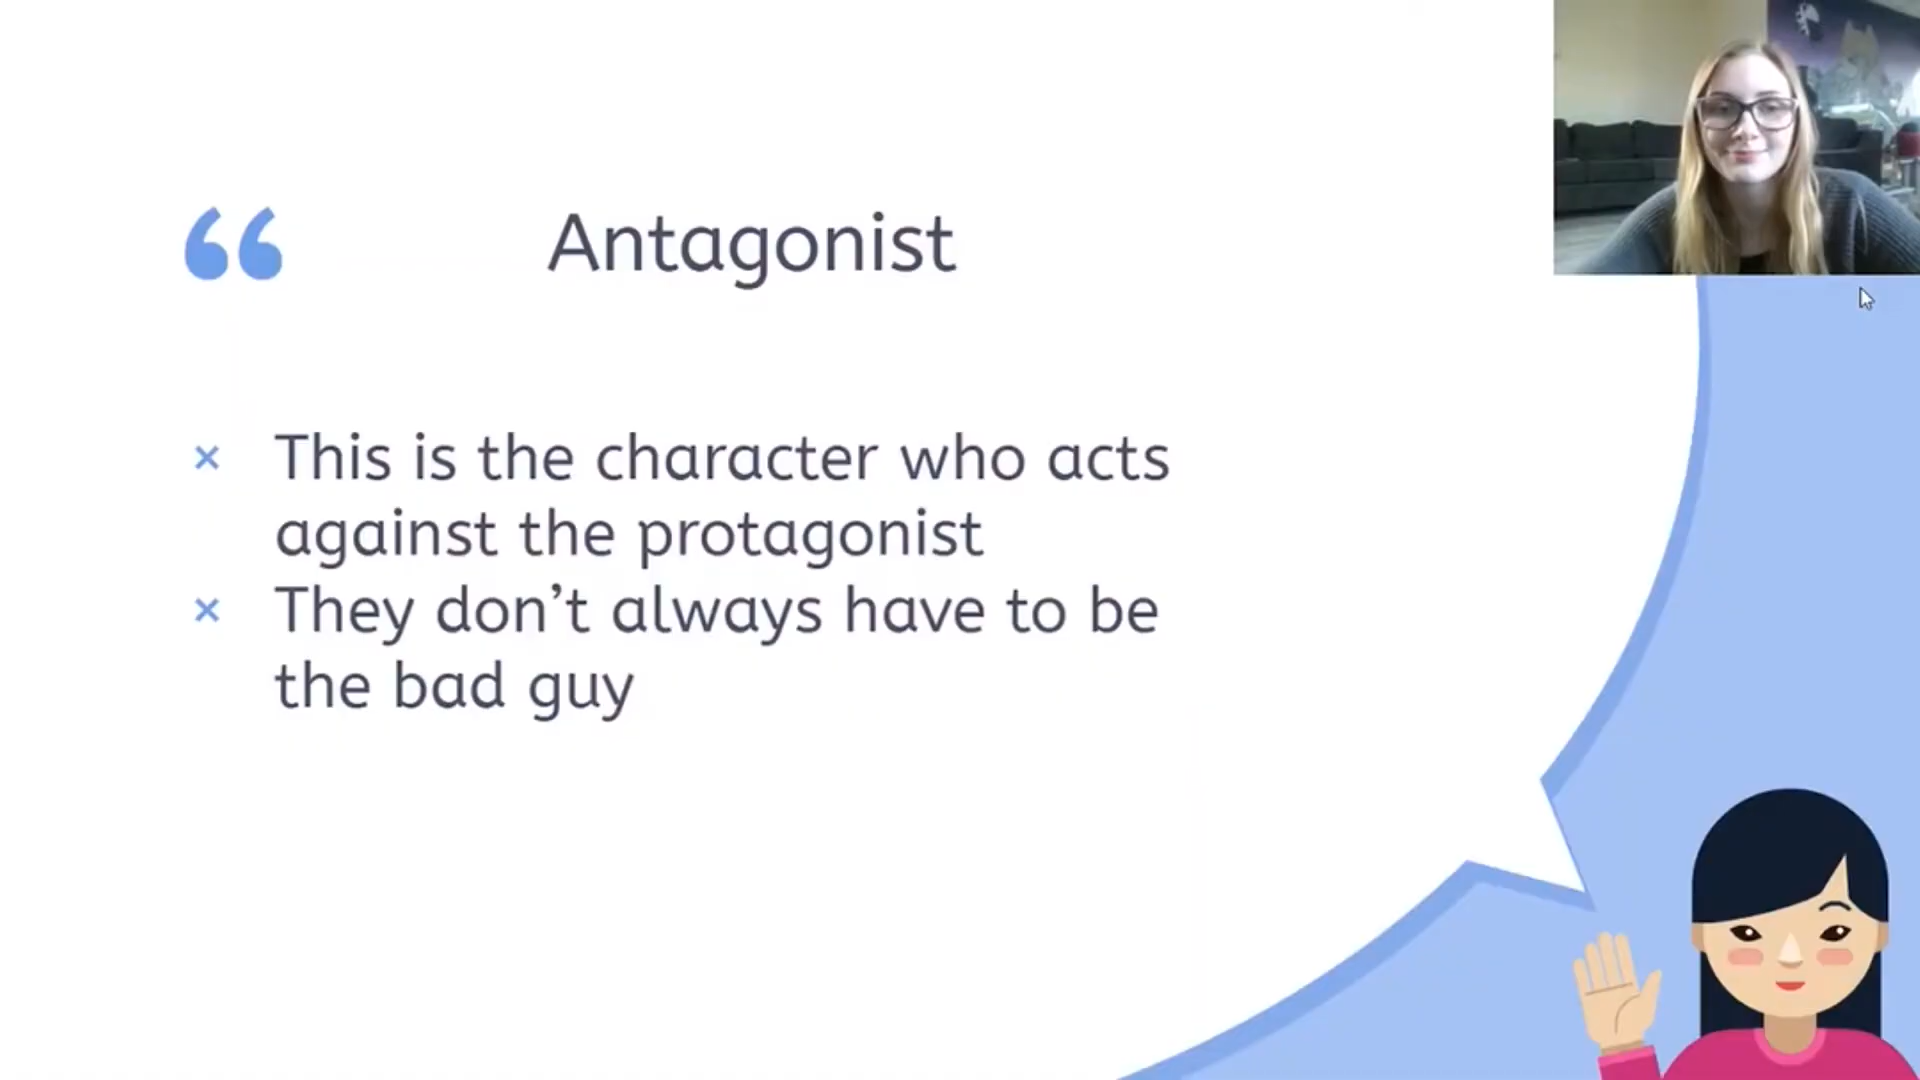 Antagonist
This is the character who acts
against the protagonist
They don’t always have to be
the bad guy